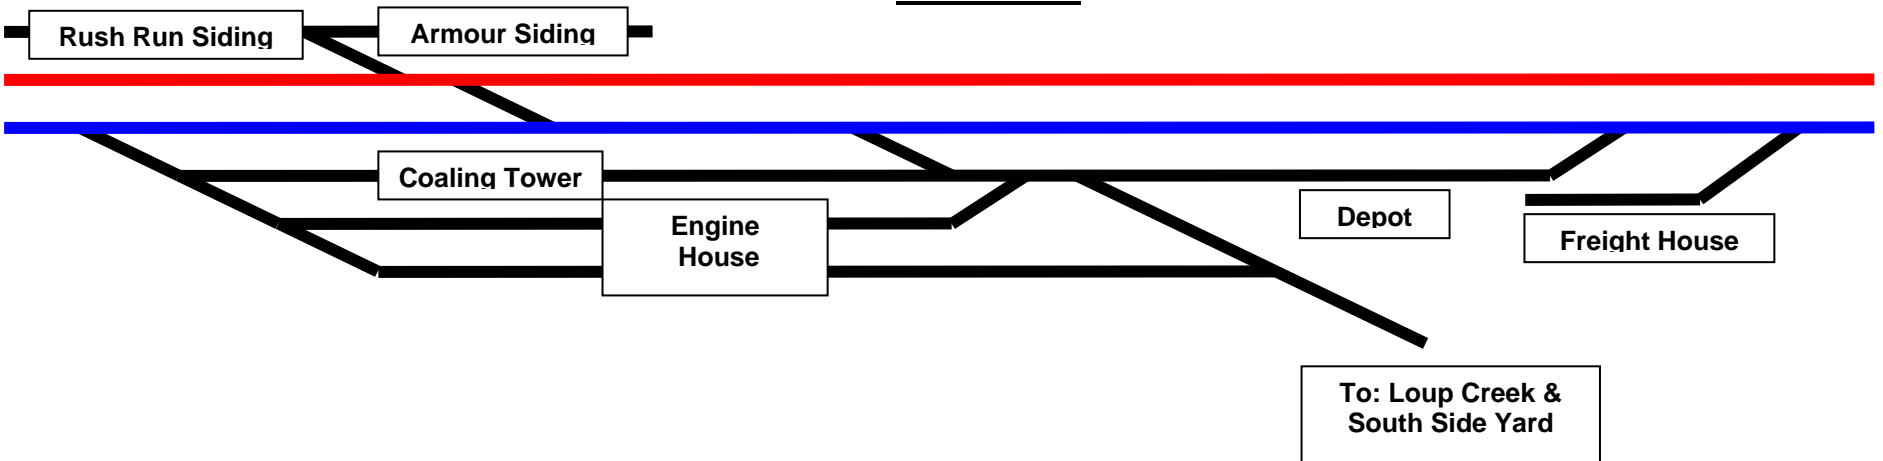 Rush Run Siding
Armour Siding
Coaling Tower
Engine
House
Depot
Freight House
To: Loup Creek &
South Side Yard